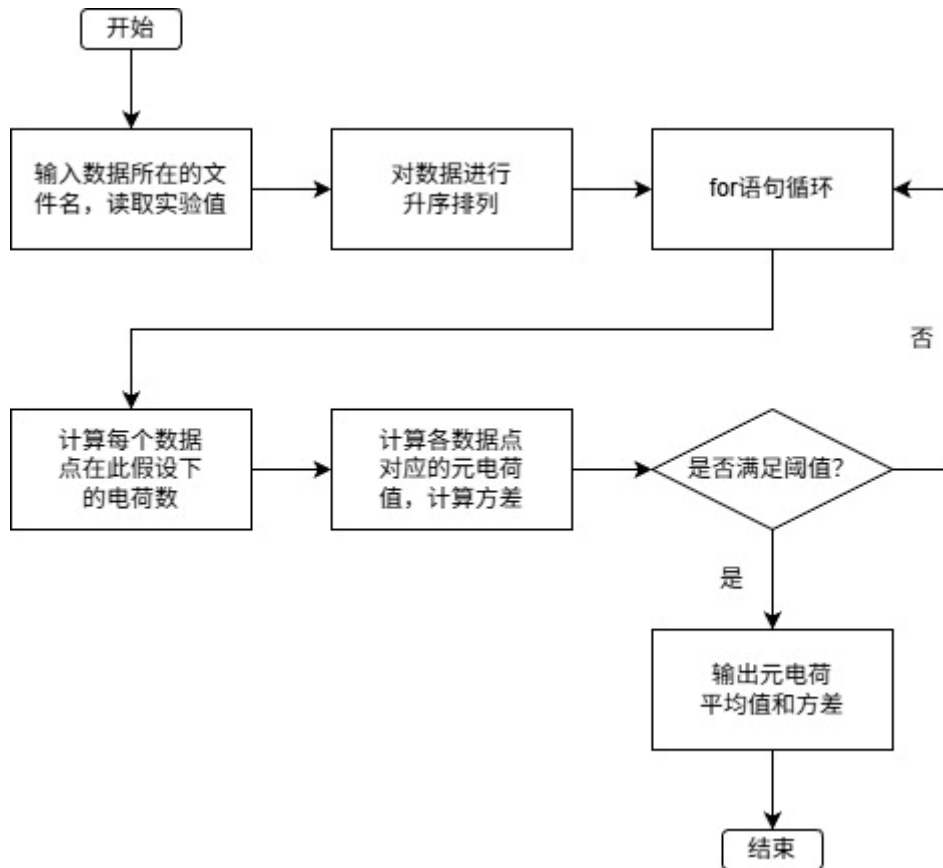 开始
输入数据所在的文
件名，读取实验值
对数据进行
升序排列
for语句循环
否
计算每个数据
点在此假设下
的电荷数
计算各数据点
对应的元电荷
值，计算方差
是否满足阈值？
是
输出元电荷
平均值和方差
结束